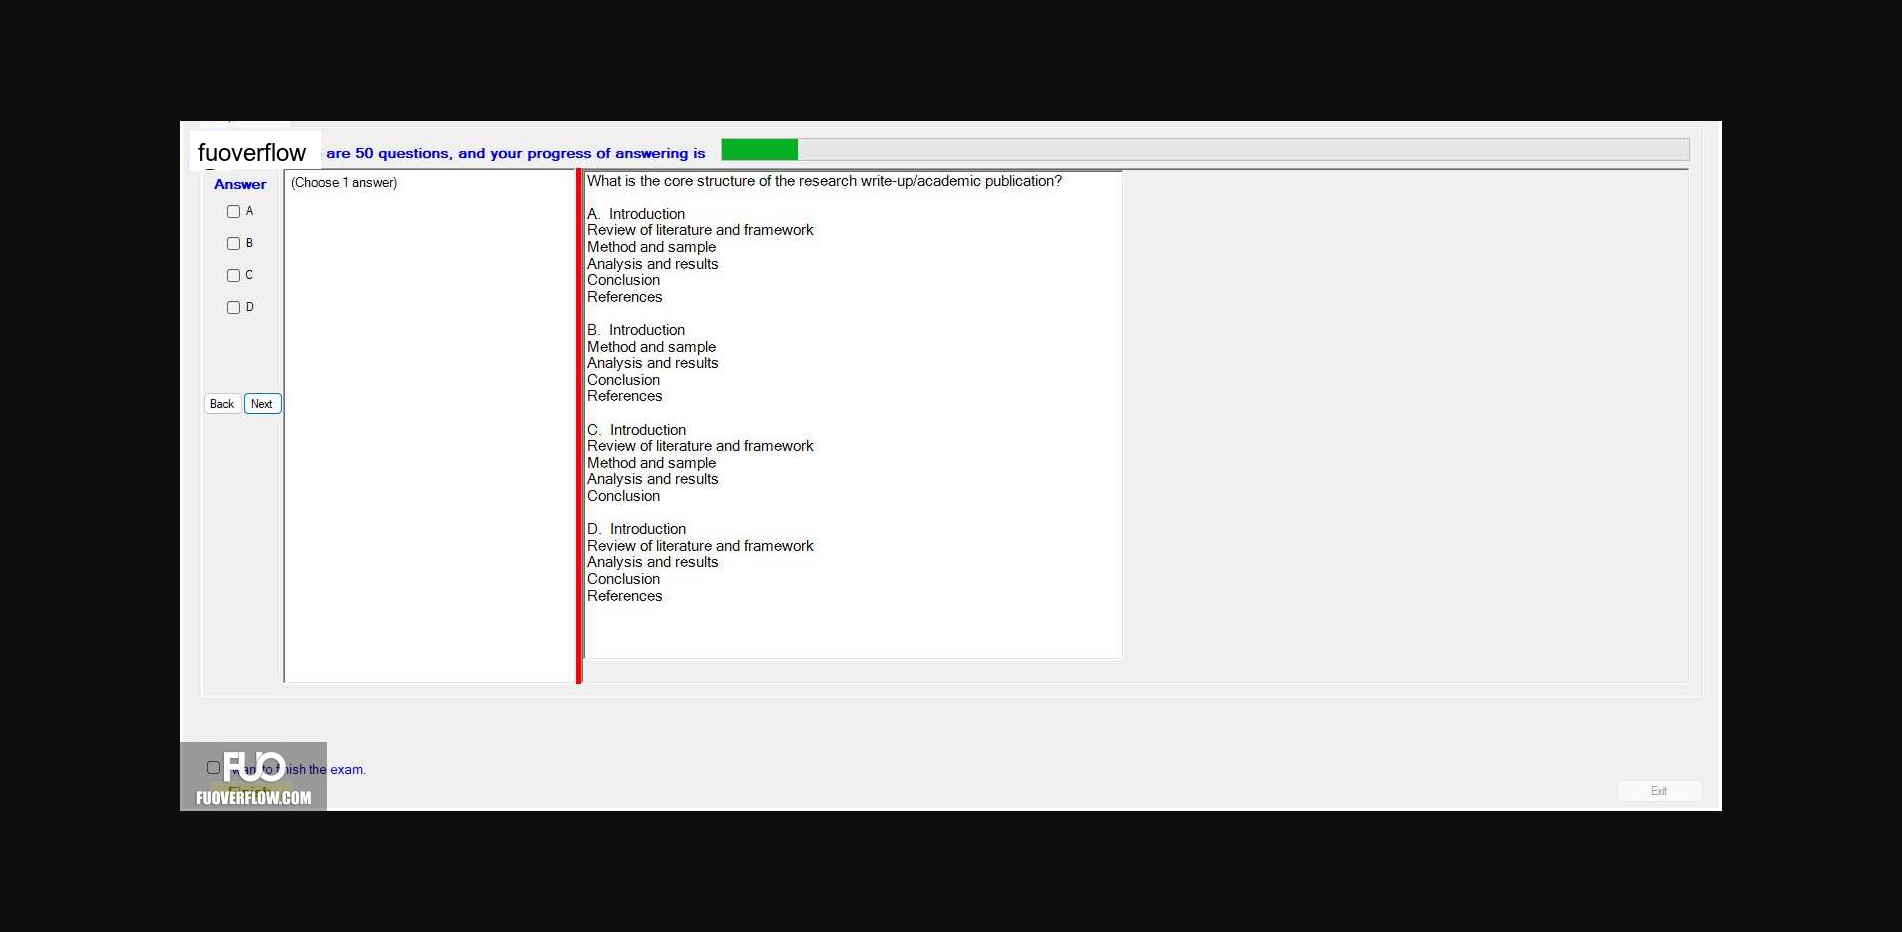 fuoverflow are 50 questions, and your progress of answering is
Answer
(Choose 1 answer)
A
B
C
D
Back Next
What is the core structure of the research write-up/academic publication?
A. Introduction
Review of literature and framework
Method and sample
Analysis and results
Conclusion
References
B. Introduction
Method and sample
Analysis and results
Conclusion
References
C. Introduction
Review of literature and framework
Method and sample
Analysis and results
Conclusion
D. Introduction
Review of literature and framework
Analysis and results
Conclusion
References
FUO
want to finish the exam.
Finish
FUOVERFLOW.COM
Exit